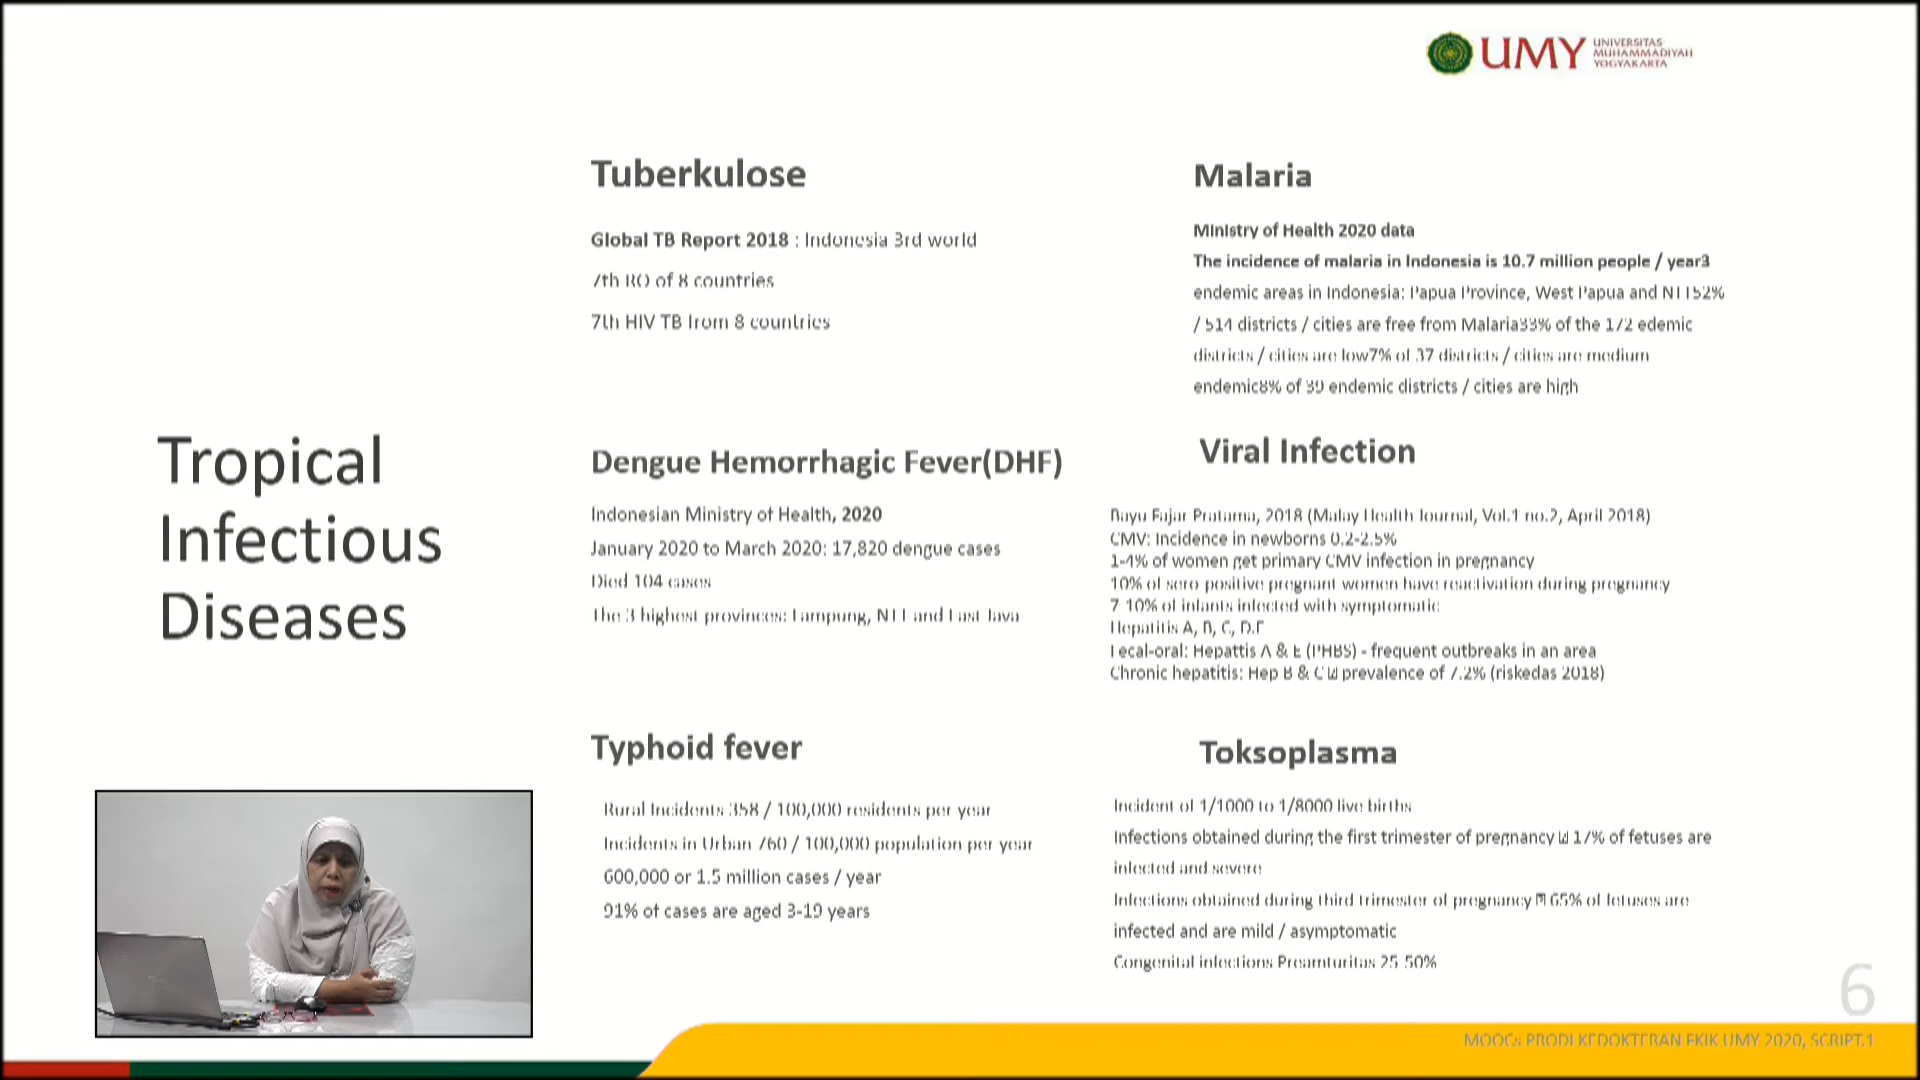 UMY UNIVERSITAS
MUHAMMADIYAH
YOGYAKARTA
Tropical
Infectious
Diseases
Tuberkulose
Global TB Report 2018 : Indonesia 3rd world
7th RO of 8 countries
7th HIV TB from 8 countries
Dengue Hemorrhagic Fever(DHF)
Indonesian Ministry of Health, 2020
January 2020 to March 2020: 17,820 dengue cases
Died 104 cases
The 3 highest provinces: Lampung, NTT and East Java
Typhoid fever
Rural Incidents 358 / 100,000 residents per year
Incidents in Urban 760 / 100,000 population per year
600,000 or 1.5 million cases / year
91% of cases are aged 3-19 years
Malaria
Ministry of Health 2020 data
The incidence of malaria in Indonesia is 10.7 million people / year3
endemic areas in Indonesia: Papua Province, West Papua and NTT52%
/ 514 districts / cities are free from Malaria33% of the 172 edemic
districts / cities are low7% of 37 districts / cities are medium
endemic8% of 39 endemic districts / cities are high
Viral Infection
Bayu Fajar Pratama, 2018 (Malay Health Journal, Vol.1 no.2, April 2018)
CMV: Incidence in newborns 0.2-2.5%
1-4% of women get primary CMV infection in pregnancy
10% of sero positive pregnant women have reactivation during pregnancy
7-10% of infants infected with symptomatic
Hepatitis A, B, C, D.E
Fecal-oral: Hepattis A & E (PHBS) - frequent outbreaks in an area
Chronic hepatitis: Hep B & C prevalence of 7.2% (riskedas 2018)
Toksoplasma
Incident of 1/1000 to 1/8000 live births
Infections obtained during the first trimester of pregnancy 17% of fetuses are
infected and severe
Infections obtained during third trimester of pregnancy 65% of fetuses are
infected and are mild / asymptomatic
Congenital infections Preamturitas 25-50%
6
MOOCs PRODI KEDOKTERAN FKIK UMY 2020, SCRIPT.1